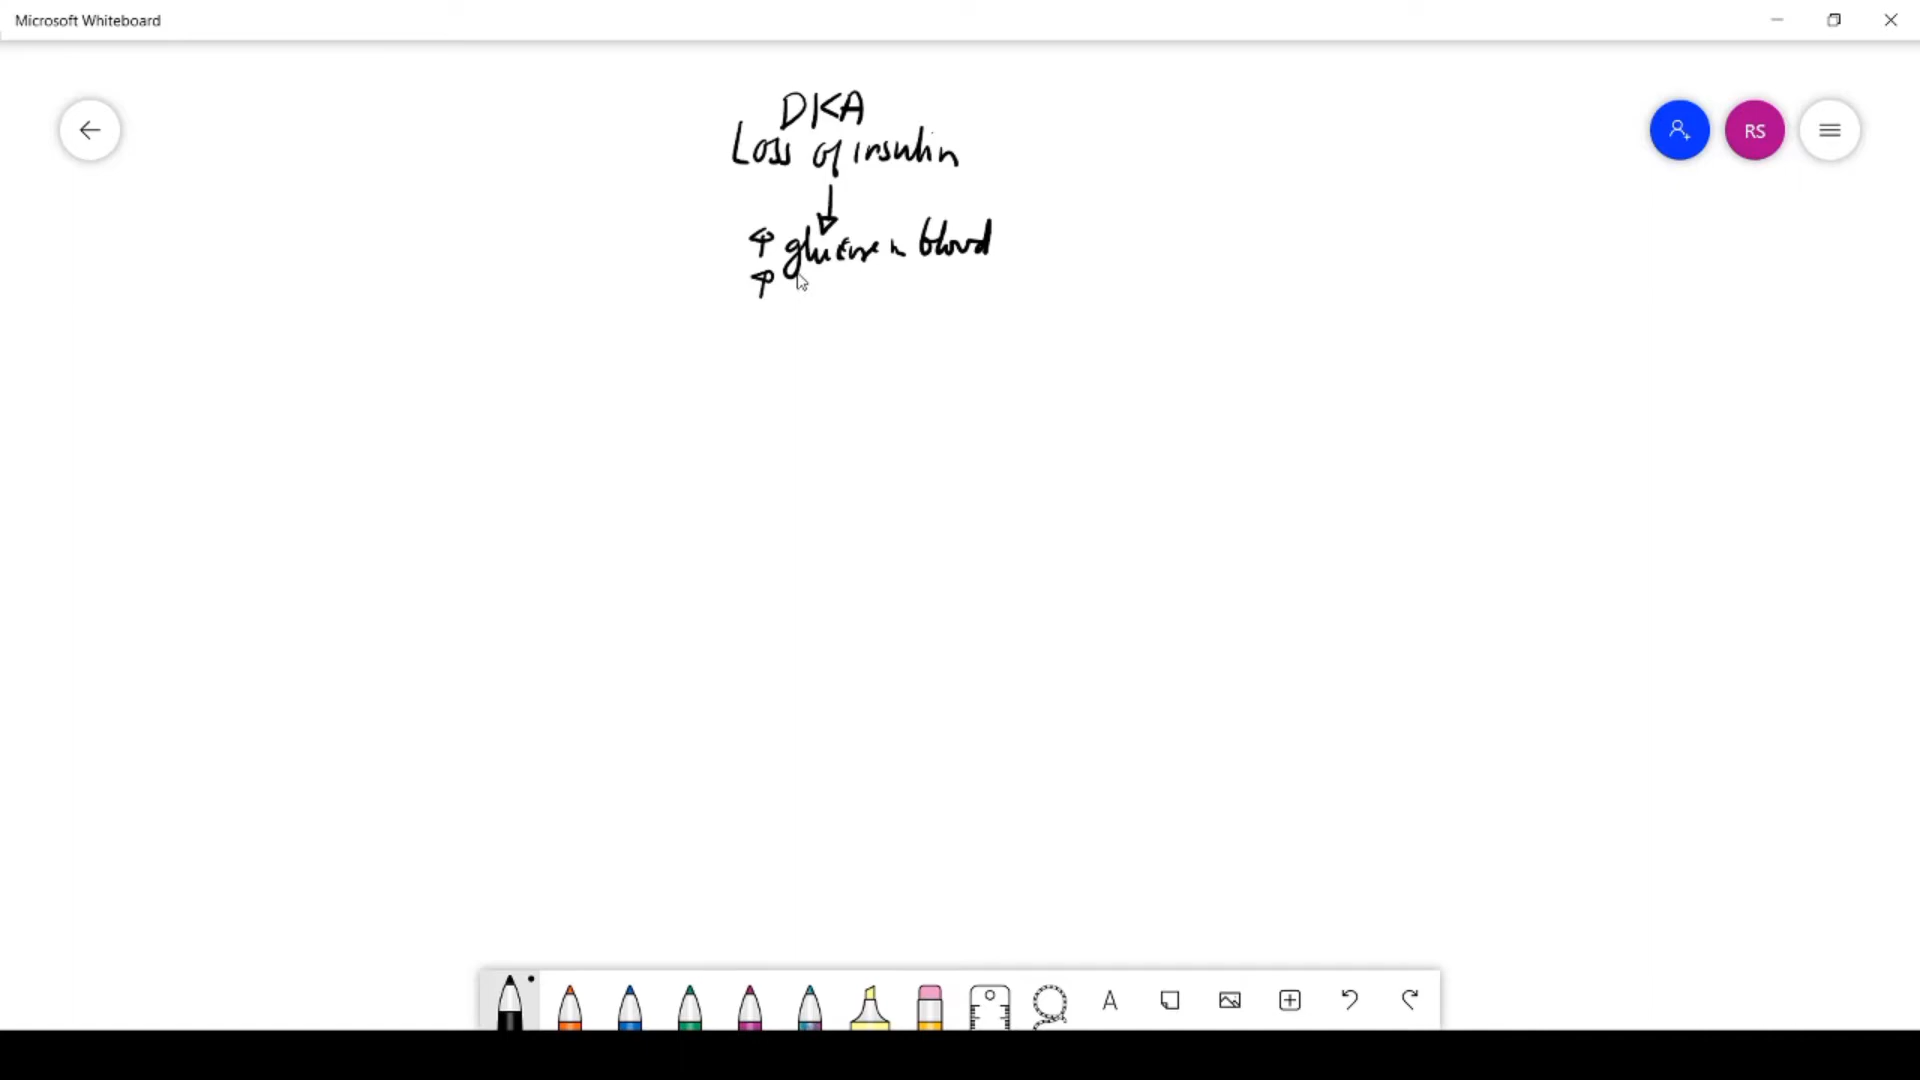 Microsoft Whiteboard
DKA
Loss of insulin
RS
↓
↑ glucose in blood
↑
A